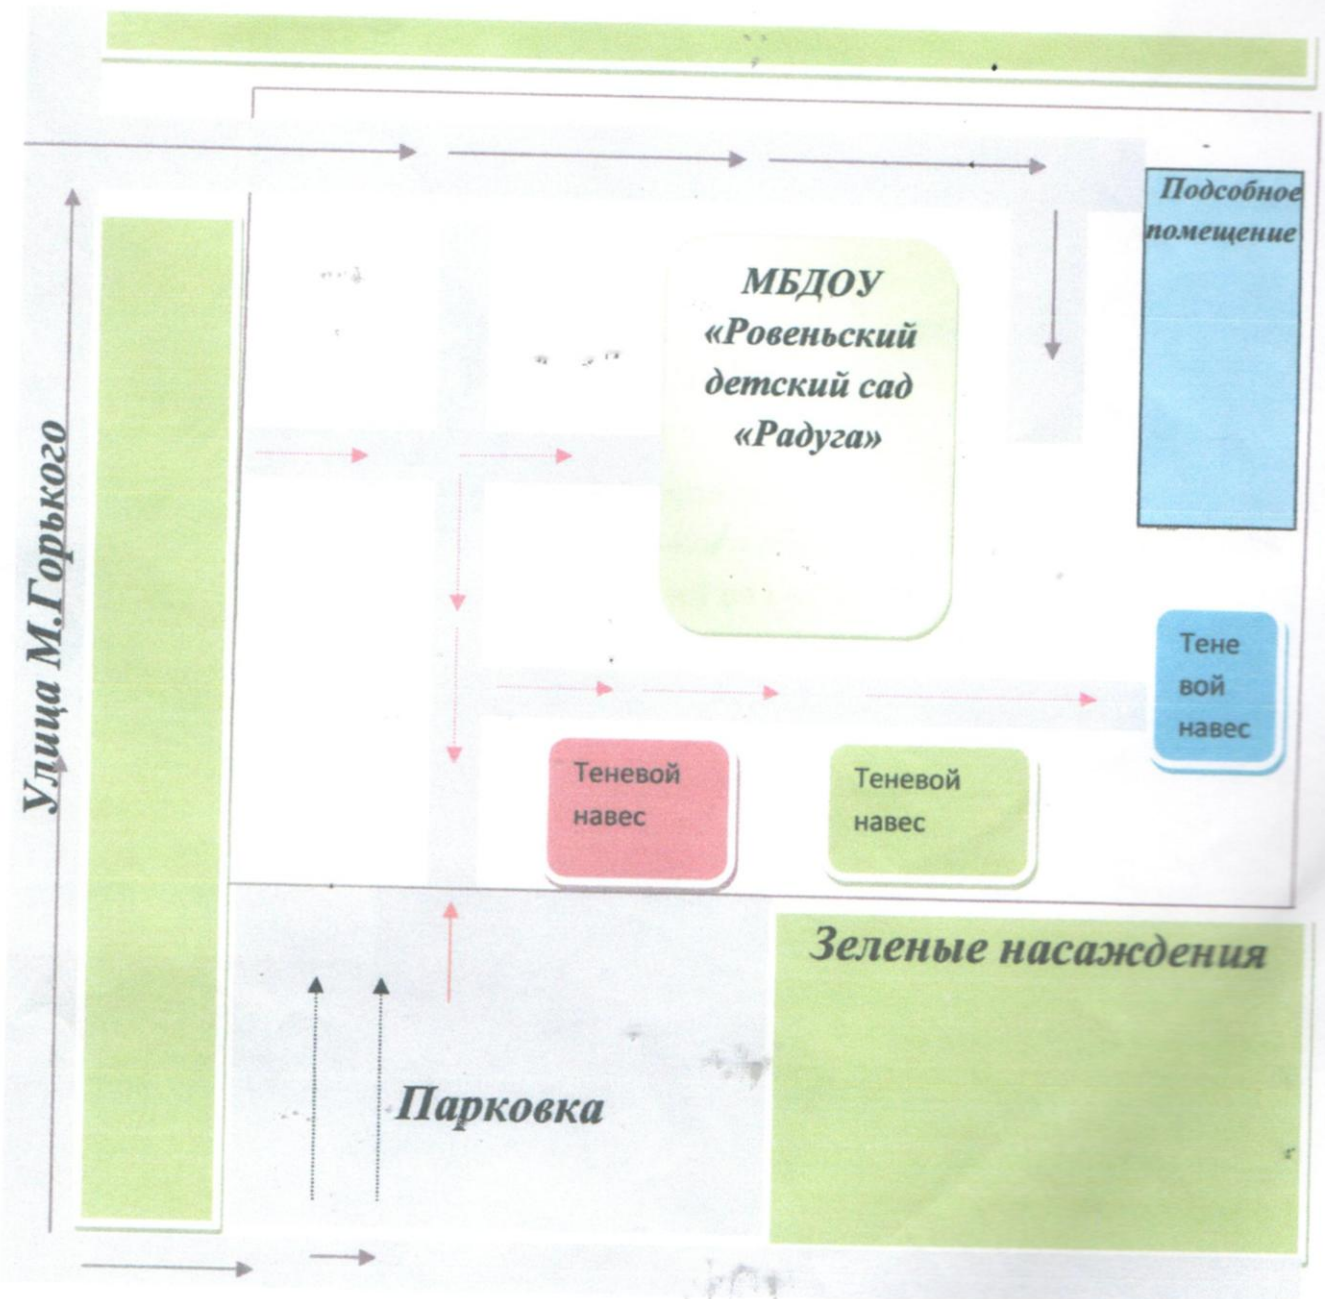 Подсобное
помещение
МБДОУ
«Ровеньский
детский сад
«Радуга»
Улица М.Горького
Тене
вой
навес
Теневой
навес
Теневой
навес
Зеленые насаждения
Парковка